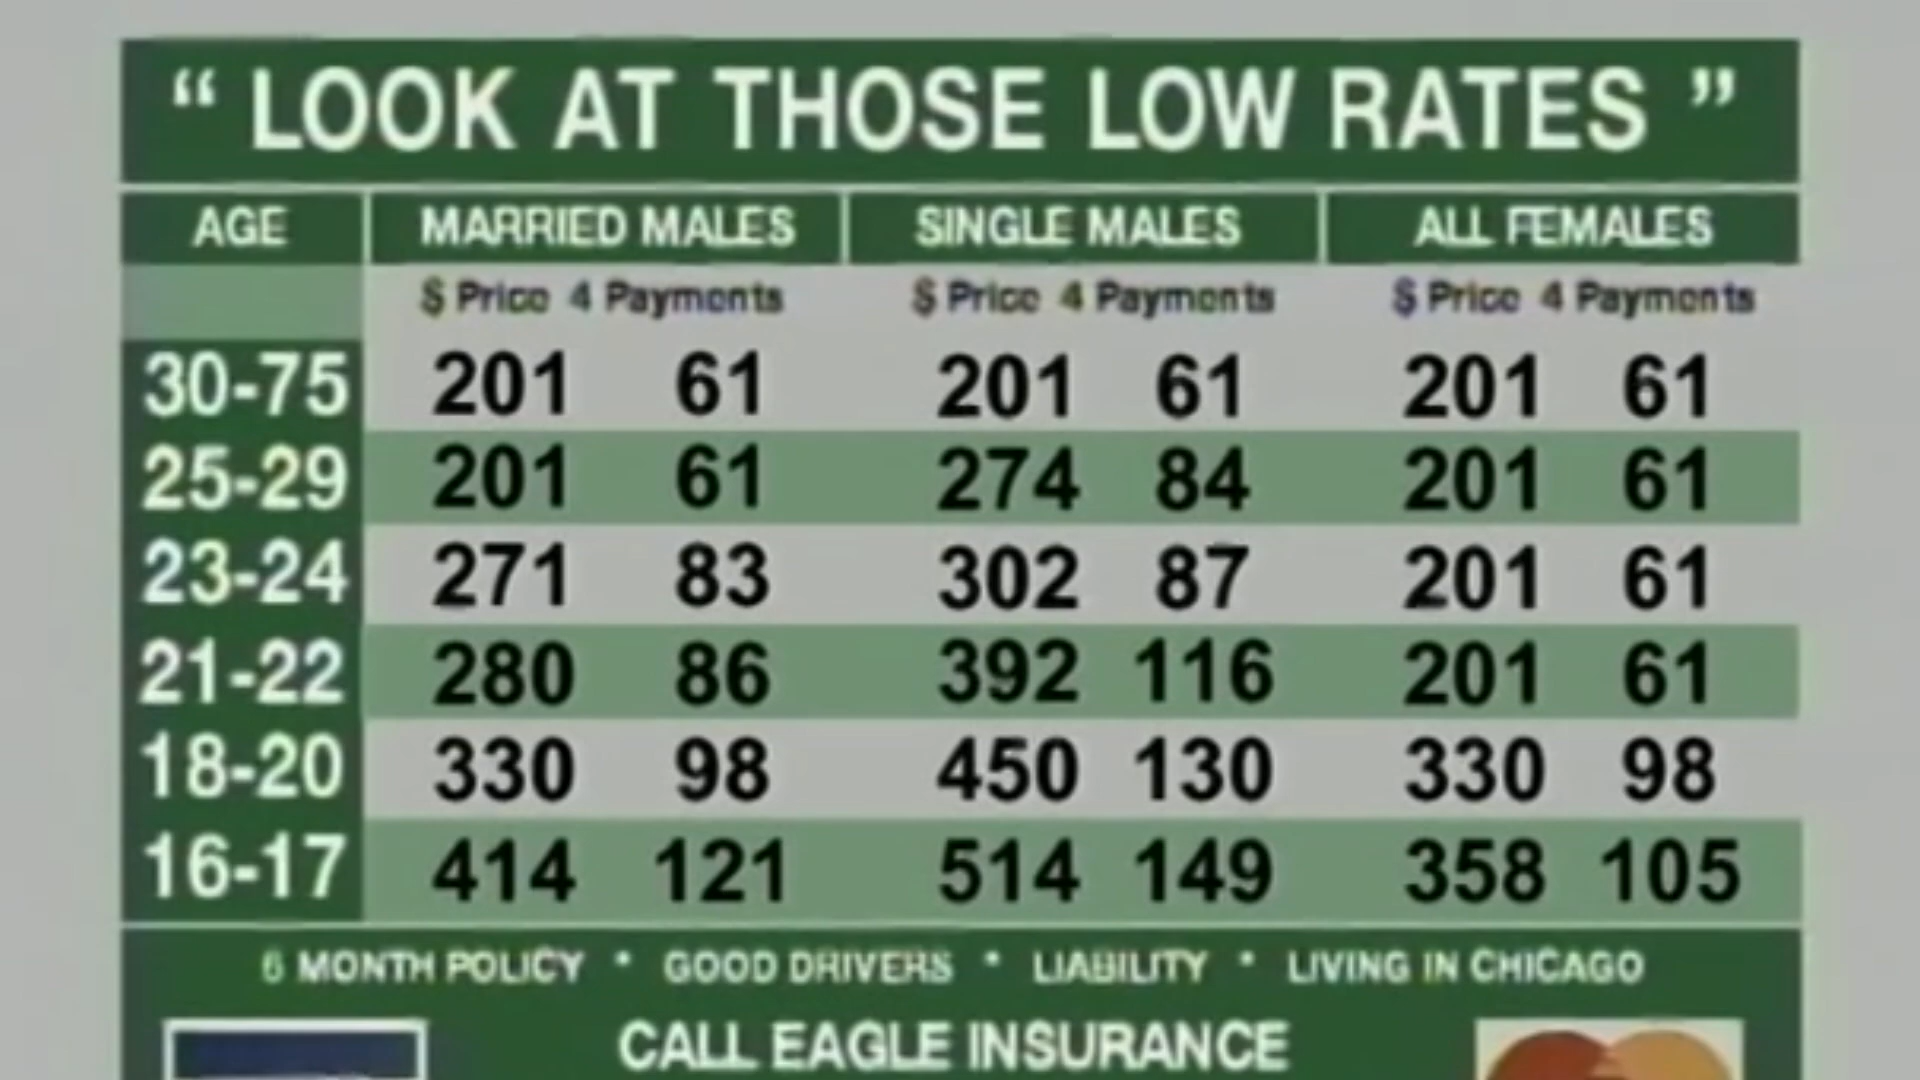 “ LOOK AT THOSE LOW RATES ”
AGE MARRIED MALES SINGLE MALES ALL FEMALES
$ Price 4 Payments $ Price 4 Payments $ Price 4 Payments
30-75 201 61 201 61 201 61
25-29 201 61 274 84 201 61
23-24 271 83 302 87 201 61
21-22 280 86 392 116 201 61
18-20 330 98 450 130 330 98
16-17 414 121 514 149 358 105
6 MONTH POLICY * GOOD DRIVERS * LIABILITY * LIVING IN CHICAGO
CALL EAGLE INSURANCE